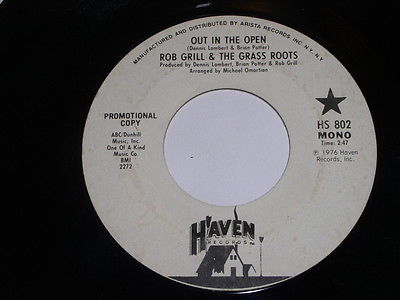 MANUFACTURED AND DISTRIBUTED BY ARISTA RECORDS INC. N.Y. N.Y.
OUT IN THE OPEN
(Dennis Lambert & Brian Potter)
ROB GRILL & THE GRASS ROOTS
Produced by Dennis Lambert, Brian Potter & Rob Grill
Arranged by Michael Omartian
PROMOTIONAL
COPY
ABC/Dunhill
Music, Inc.
One Of A Kind
Music Co.
BMI
2272
HS 802
MONO
Time: 2:47
℗ 1976 Haven
Records, Inc.
HAVEN
RECORDS